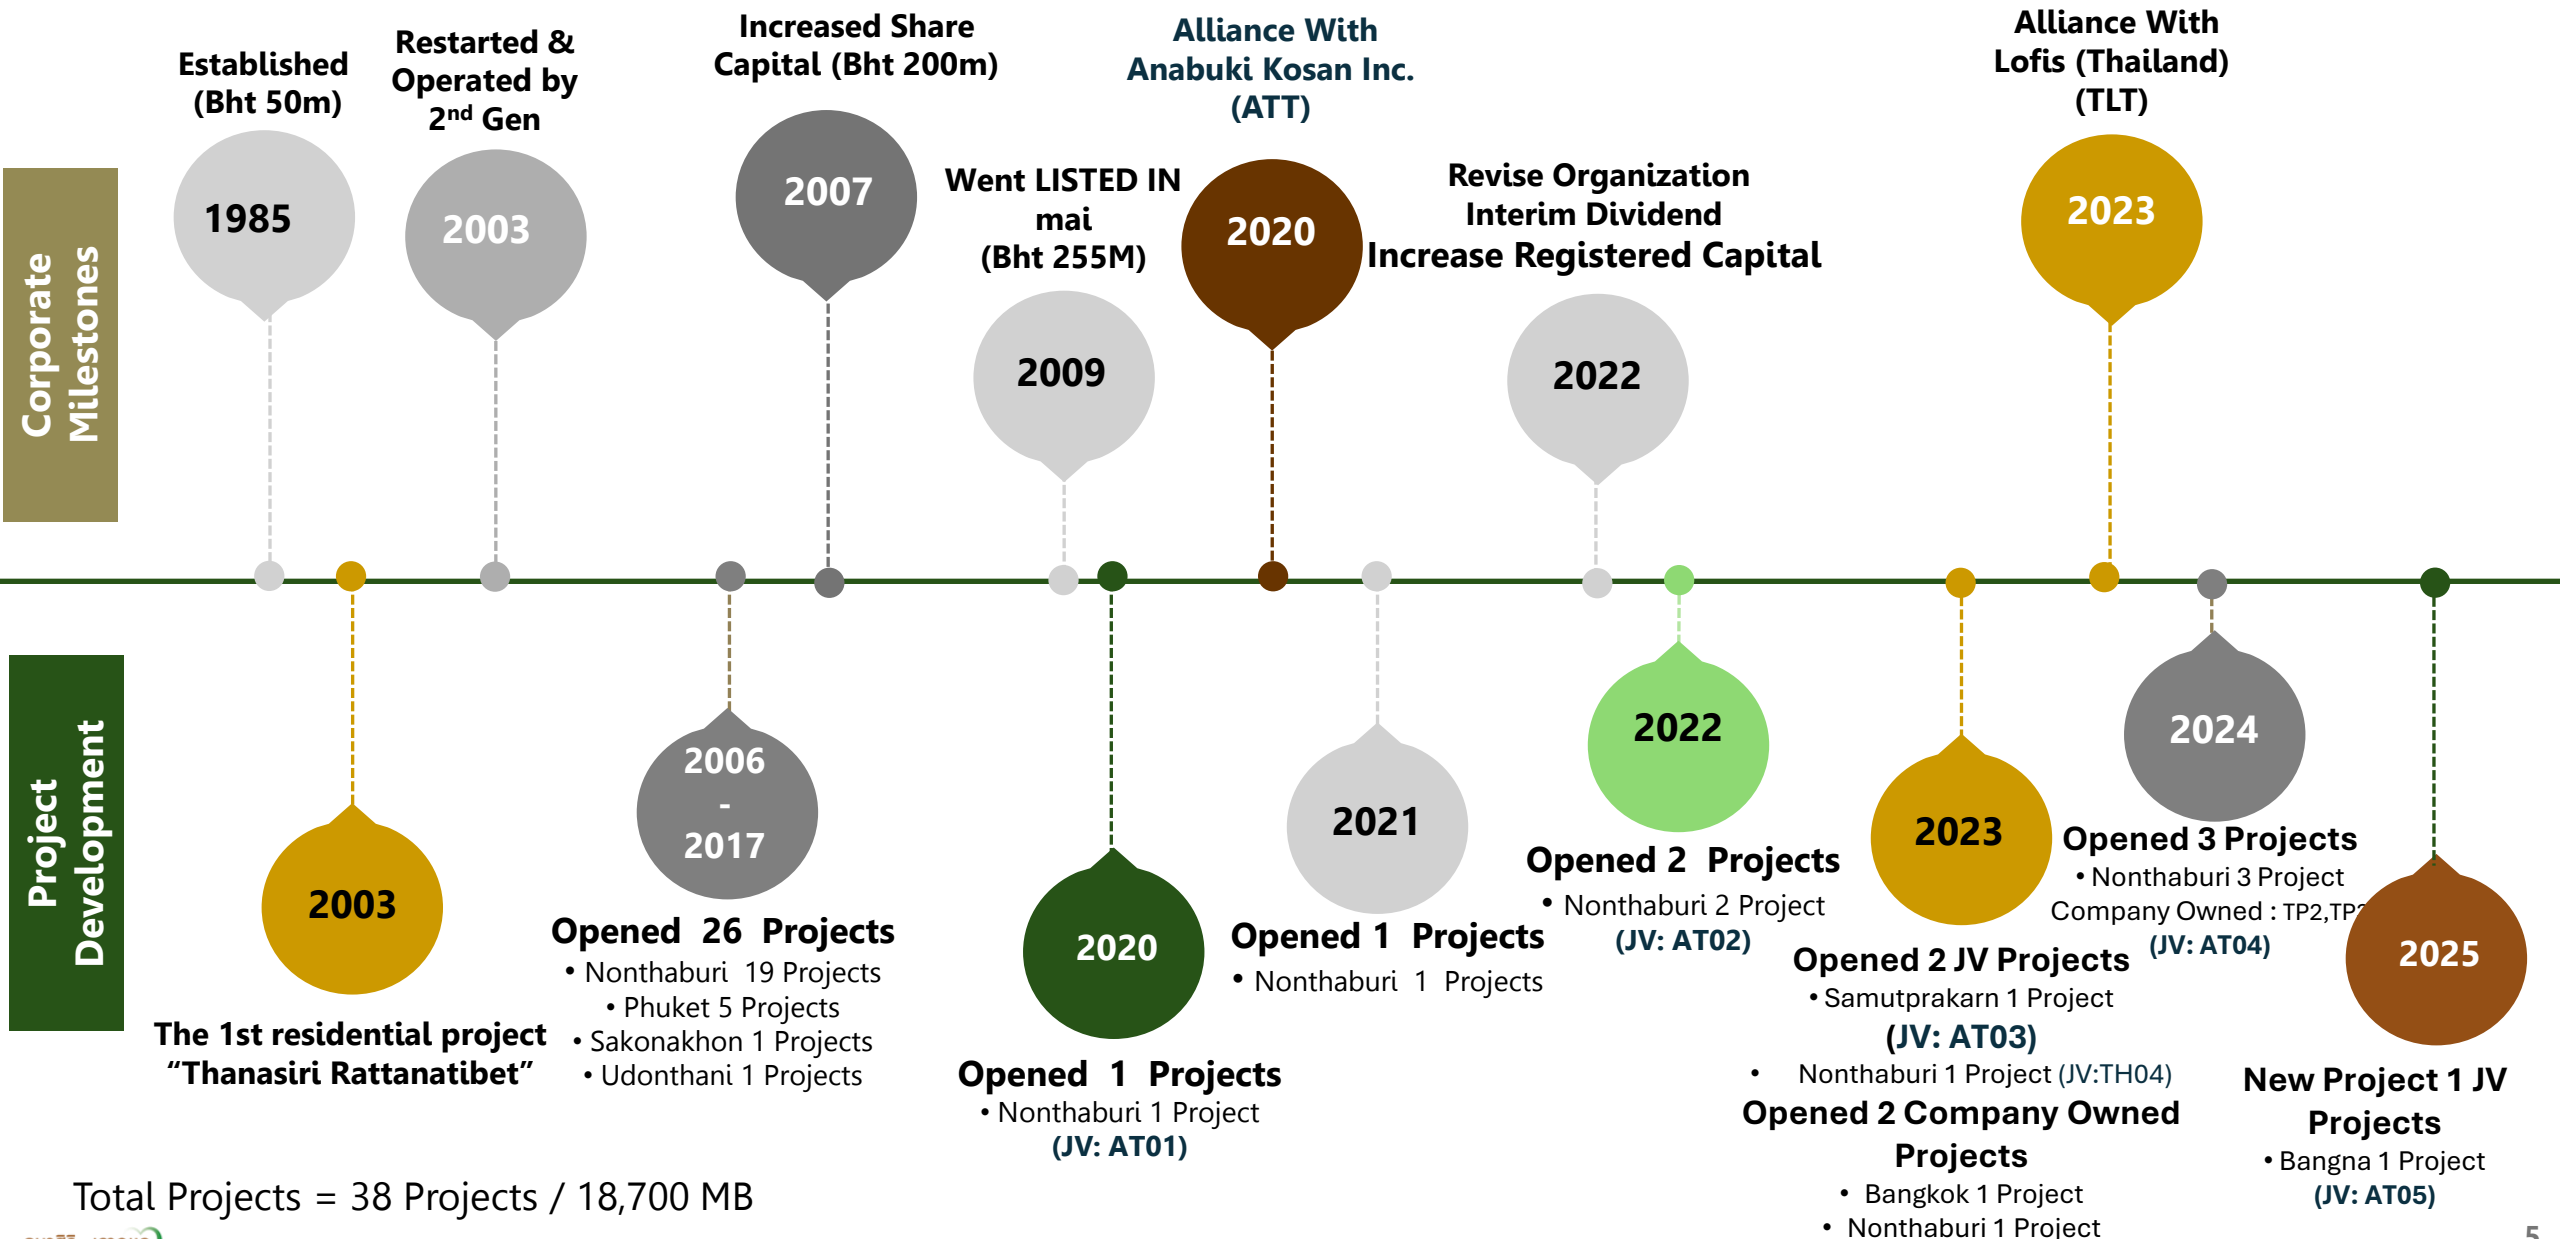 Corporate
Milestones
Established
(Bht 50m)
1985
Restarted &
Operated by
2nd Gen
2003
Increased Share
Capital (Bht 200m)
2007
Went LISTED IN
mai
(Bht 255M)
2009
Alliance With
Anabuki Kosan Inc.
(ATT)
2020
Revise Organization
Interim Dividend
Increase Registered Capital
2022
Alliance With
Lofis (Thailand)
(TLT)
2023
Project
Development
2003
The 1st residential project
“Thanasiri Rattanatibet”
2006
-
2017
Opened 26 Projects
• Nonthaburi 19 Projects
• Phuket 5 Projects
• Sakonakhon 1 Projects
• Udonthani 1 Projects
2020
Opened 1 Projects
• Nonthaburi 1 Project
(JV: AT01)
2021
Opened 1 Projects
• Nonthaburi 1 Projects
2022
Opened 2 Projects
• Nonthaburi 2 Project
(JV: AT02)
2023
Opened 2 JV Projects
• Samutprakarn 1 Project
(JV: AT03)
• Nonthaburi 1 Project (JV:TH04)
Opened 2 Company Owned
Projects
• Bangkok 1 Project
• Nonthaburi 1 Project
2024
Opened 3 Projects
• Nonthaburi 3 Project
Company Owned : TP2,
(JV: AT04)
2025
New Project 1 JV
Projects
• Bangna 1 Project
(JV: AT05)
Total Projects = 38 Projects / 18,700 MB
5